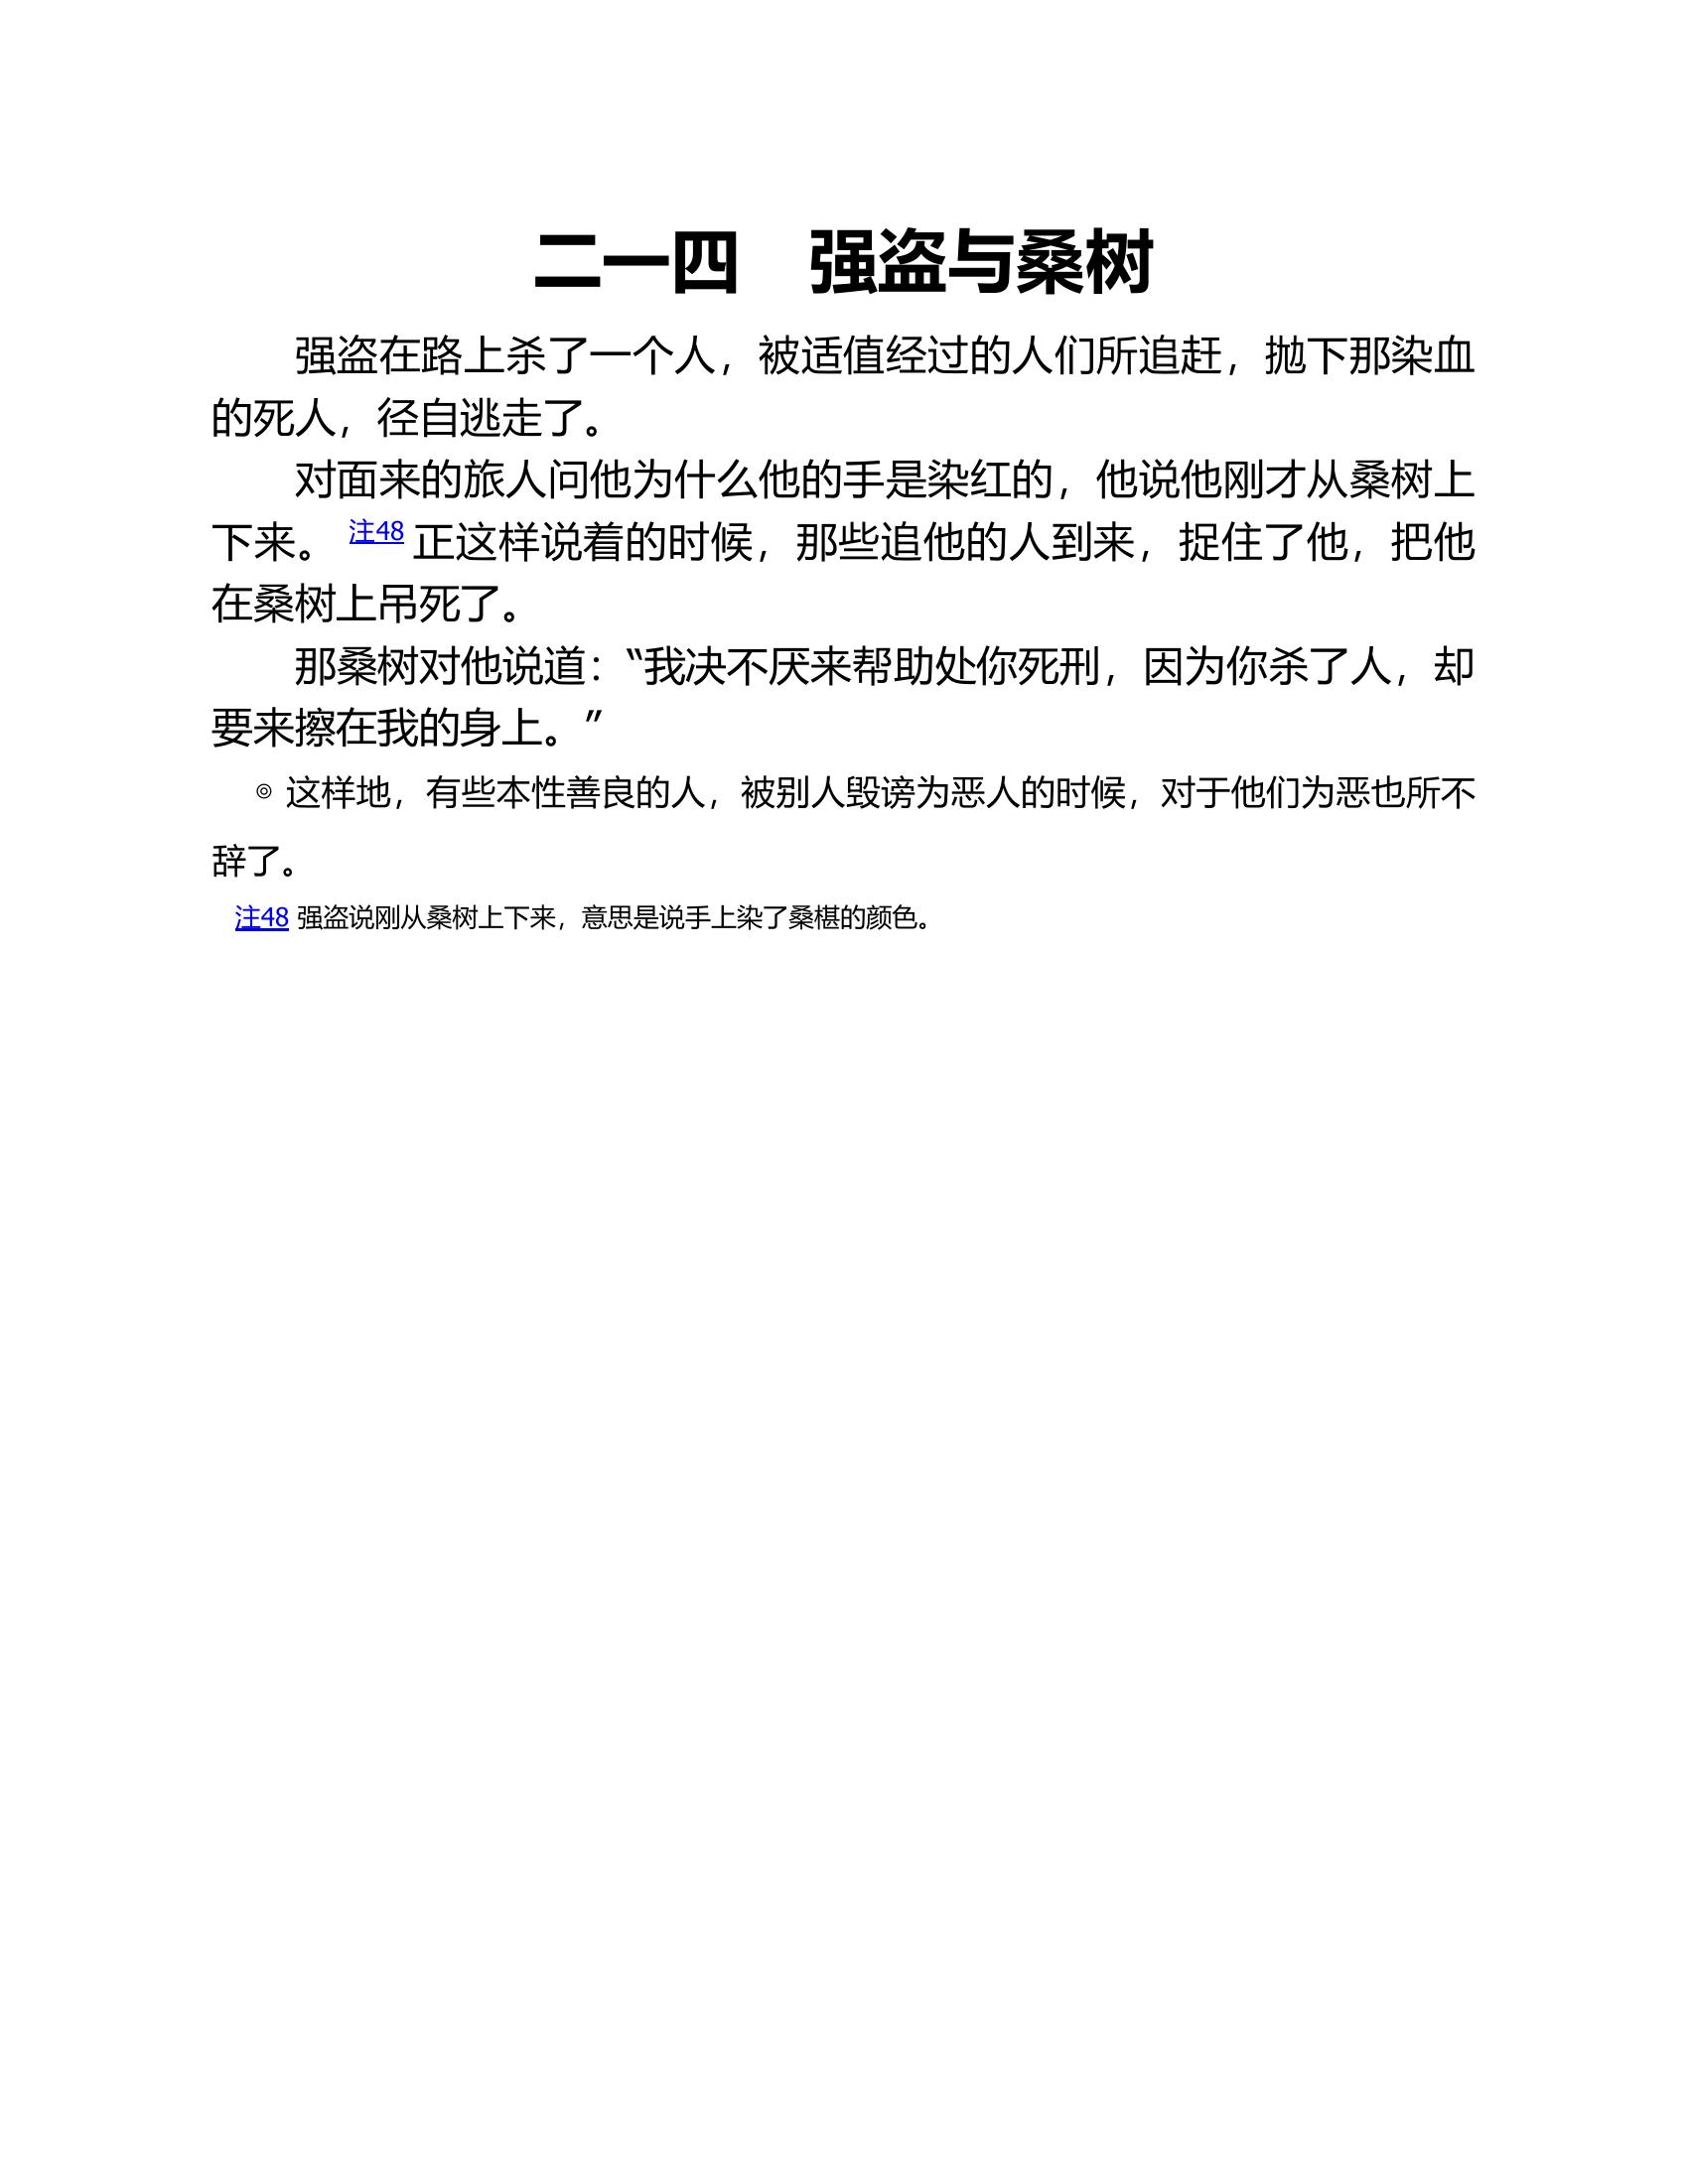 二一四　强盗与桑树
强盗在路上杀了一个人，被适值经过的人们所追赶，抛下那染血
的死人，径自逃走了。
对面来的旅人问他为什么他的手是染红的，他说他刚才从桑树上
下来。 注48 正这样说着的时候，那些追他的人到来，捉住了他，把他
在桑树上吊死了。
那桑树对他说道：“我决不厌来帮助处你死刑，因为你杀了人，却
要来擦在我的身上。”
◎ 这样地，有些本性善良的人，被别人毁谤为恶人的时候，对于他们为恶也所不
辞了。
注48 强盗说刚从桑树上下来，意思是说手上染了桑椹的颜色。